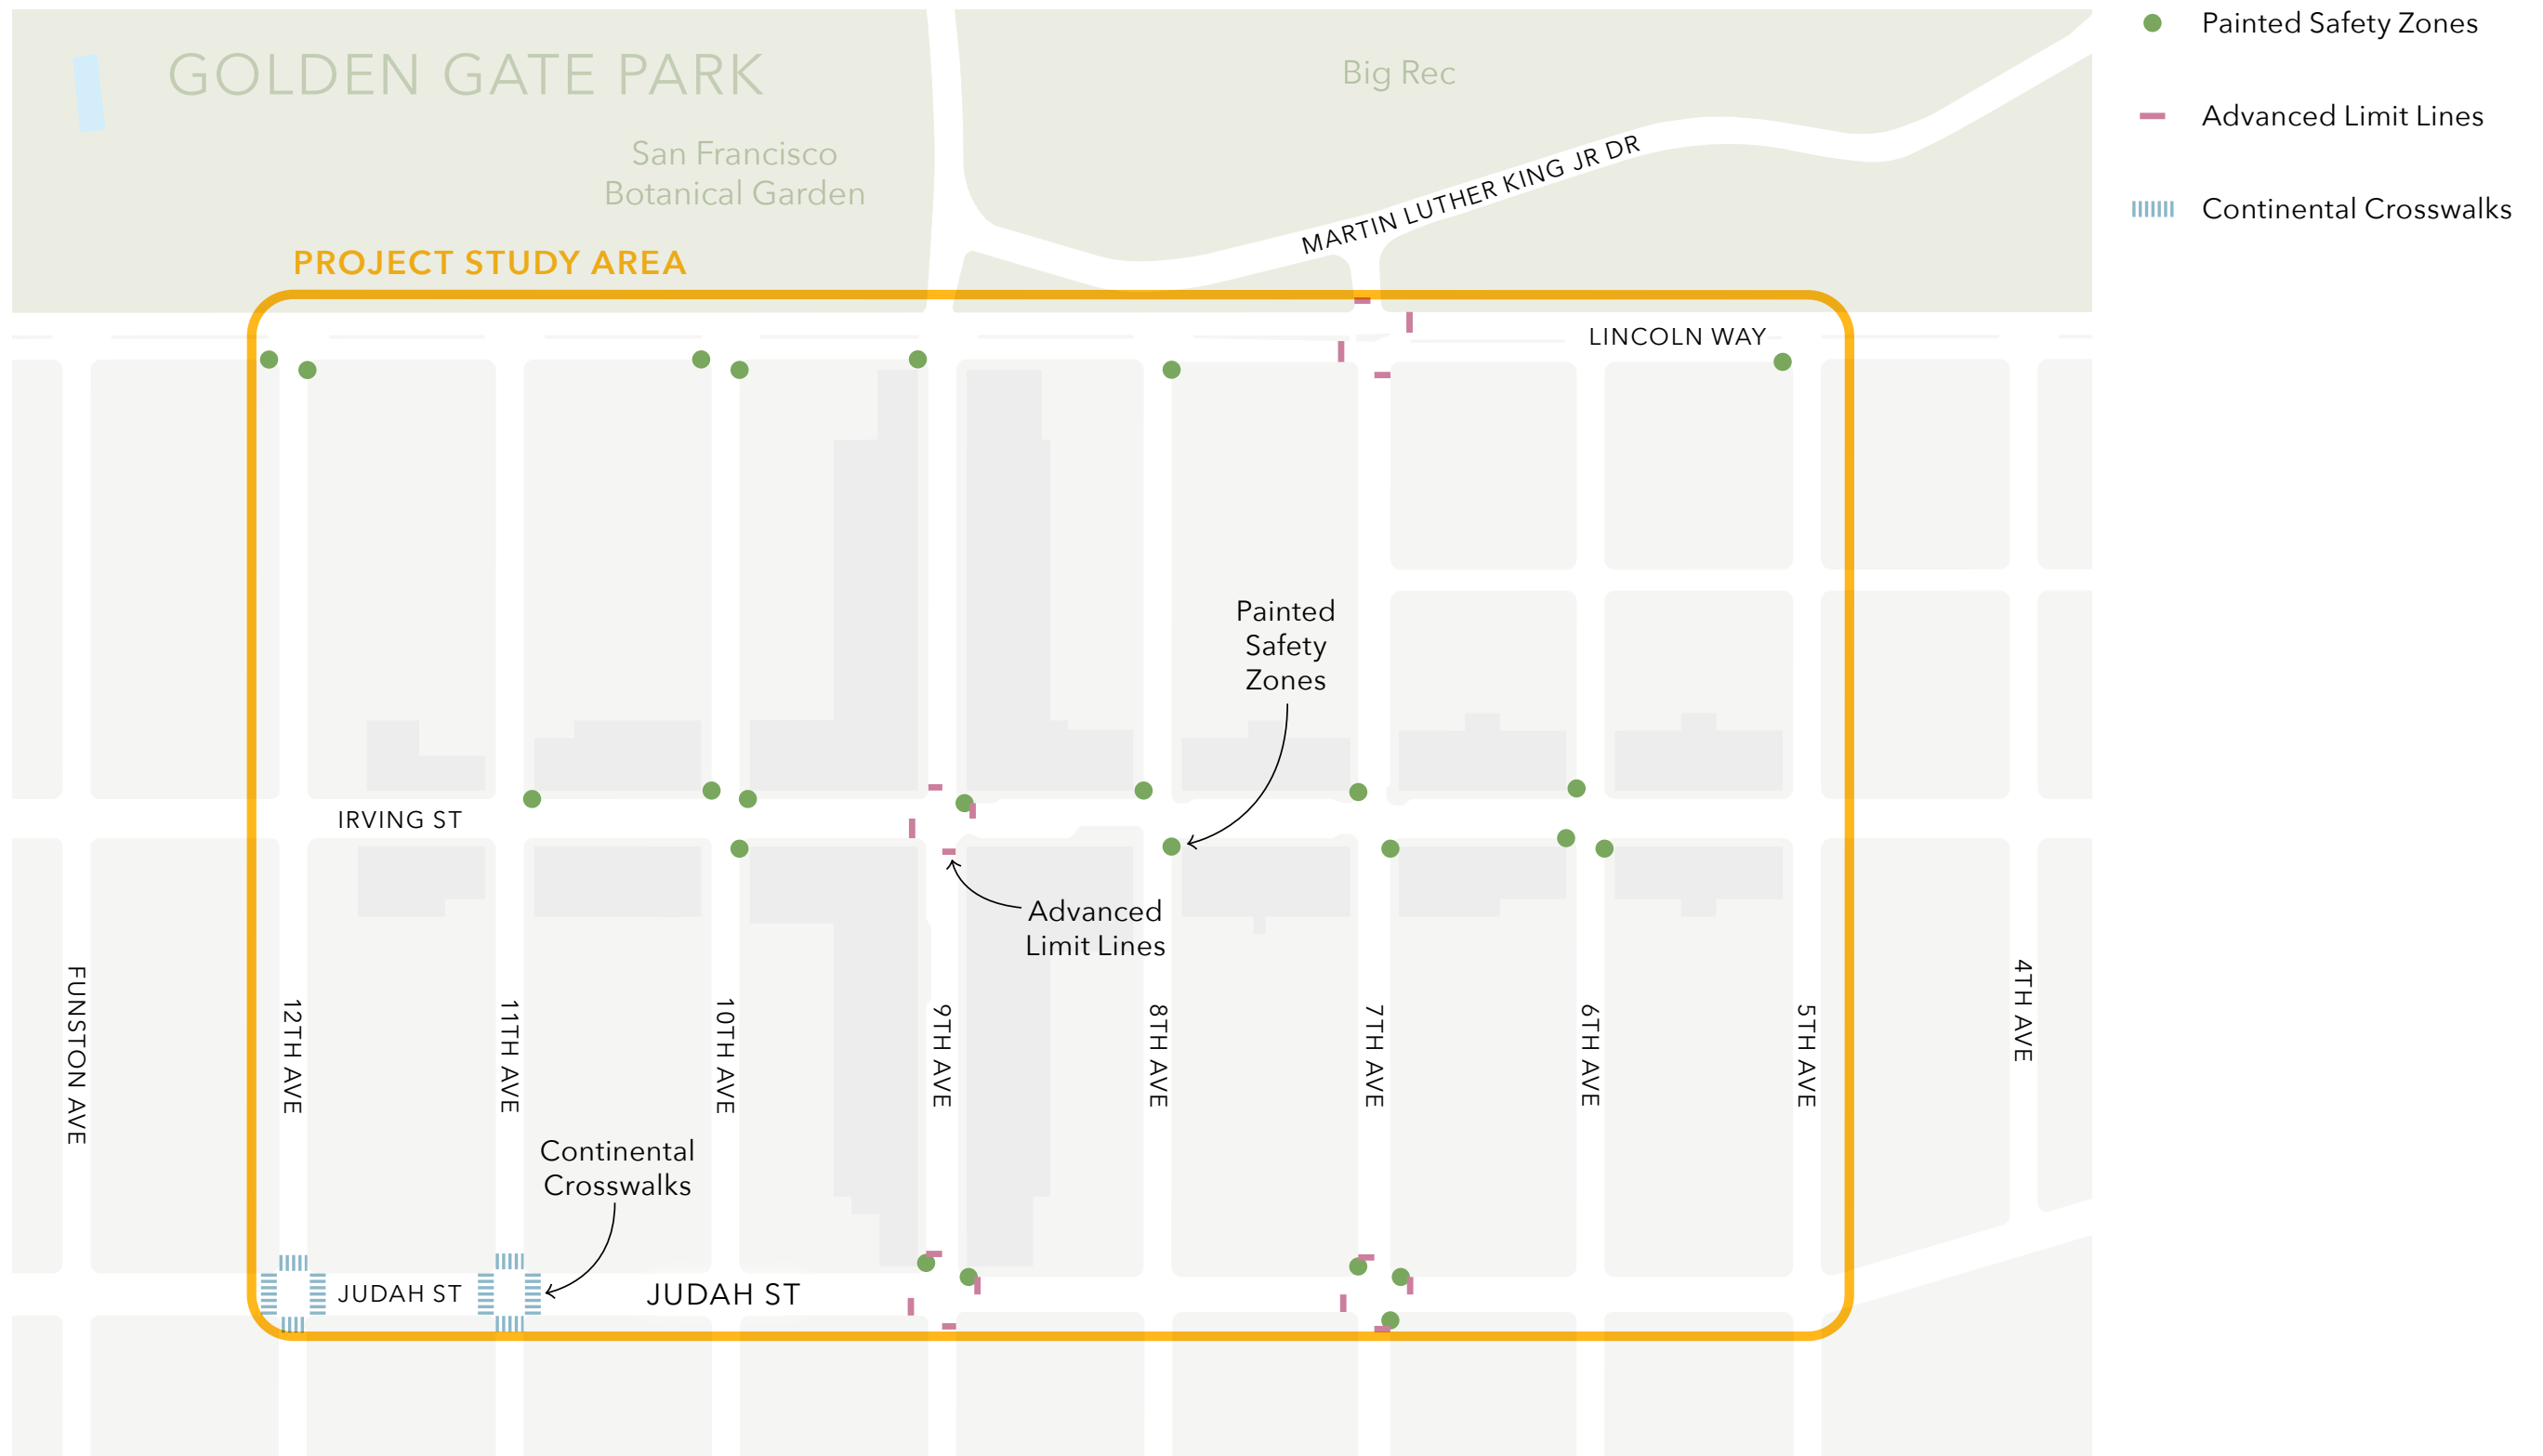 Painted Safety Zones
Advanced Limit Lines
Continental Crosswalks
GOLDEN GATE PARK
Big Rec
San Francisco
Botanical Garden
MARTIN LUTHER KING JR DR
PROJECT STUDY AREA
LINCOLN WAY
Painted
Safety
Zones
IRVING ST
Advanced
Limit Lines
FUNSTON AVE
12TH AVE
11TH AVE
10TH AVE
9TH AVE
8TH AVE
7TH AVE
6TH AVE
5TH AVE
4TH AVE
Continental
Crosswalks
JUDAH ST
JUDAH ST